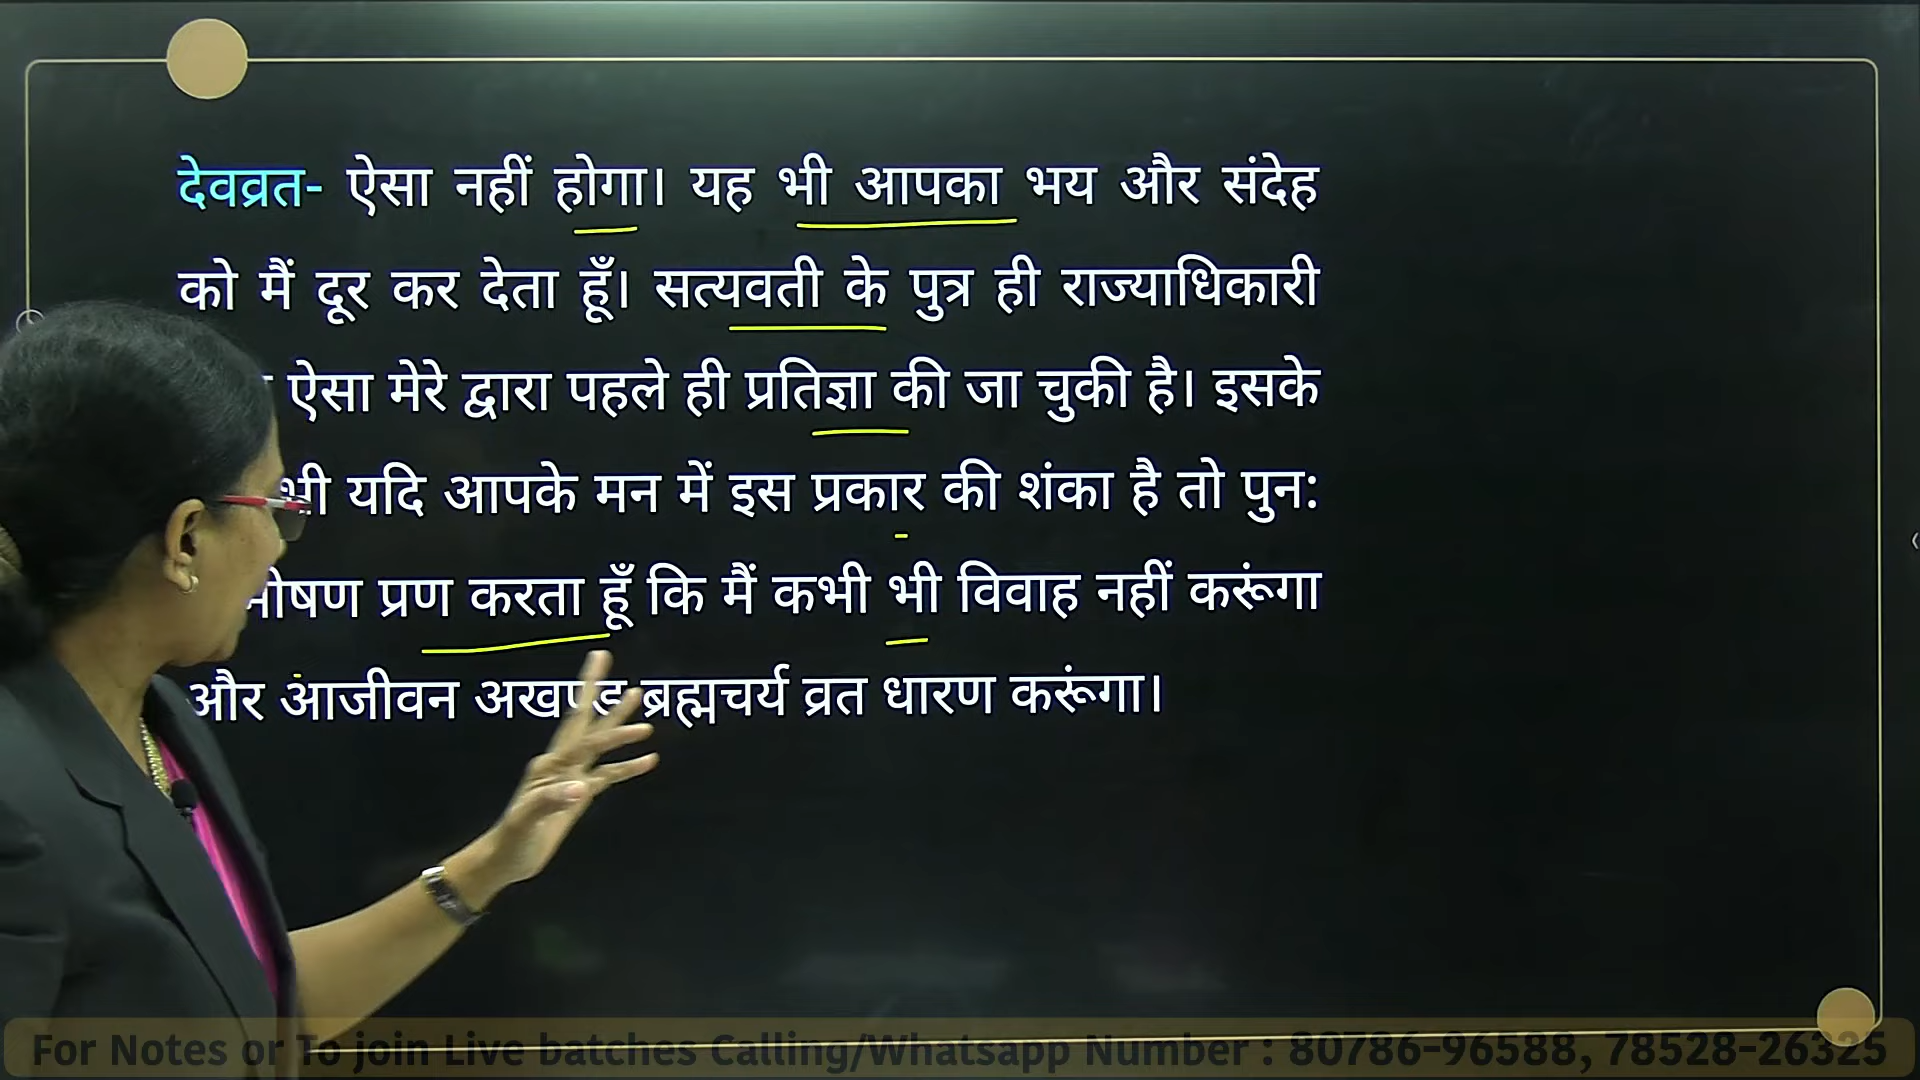 देवव्रत- ऐसा नहीं होगा। यह भी आपका भय और संदेह
को मैं दूर कर देता हूँ। सत्यवती के पुत्र ही राज्याधिकारी
ऐसा मेरे द्वारा पहले ही प्रतिज्ञा की जा चुकी है। इसके
भी यदि आपके मन में इस प्रकार की शंका है तो पुन:
भीषण प्रण करता हूँ कि मैं कभी भी विवाह नहीं करूंगा
और आजीवन अखण्ड ब्रह्मचर्य व्रत धारण करूंगा।
For Notes or To join Live batches Calling/Whatsapp Number : 80786-96588, 78528-26325